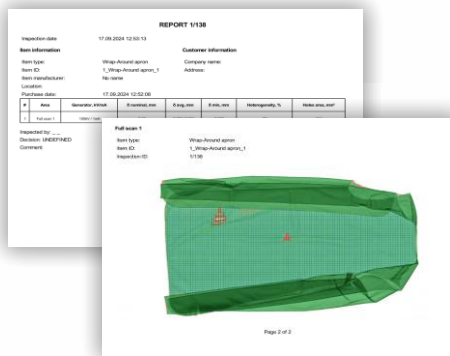 REPORT 1/138
Inspection date 17.09.2024 12:53:13
Item information Customer information
Item type: Wrap-Around apron Company name:
Item ID: 1_Wrap-Around apron_1 Address:
Item manufacturer: No name
Location:
Purchase date: 17.09.2024 12:52:08
# Area Generator, kV/mA S nominal, mm S avg, mm S min, mm Heterogeneity, % Holes area, mm²
1 Full scan 1
Inspected by: _ _
Decision: UNDEFINED
Comment:
Full scan 1
Item type: Wrap-Around apron
Item ID: 1_Wrap-Around apron_1
Inspection ID: 1/138
Page 2 of 2